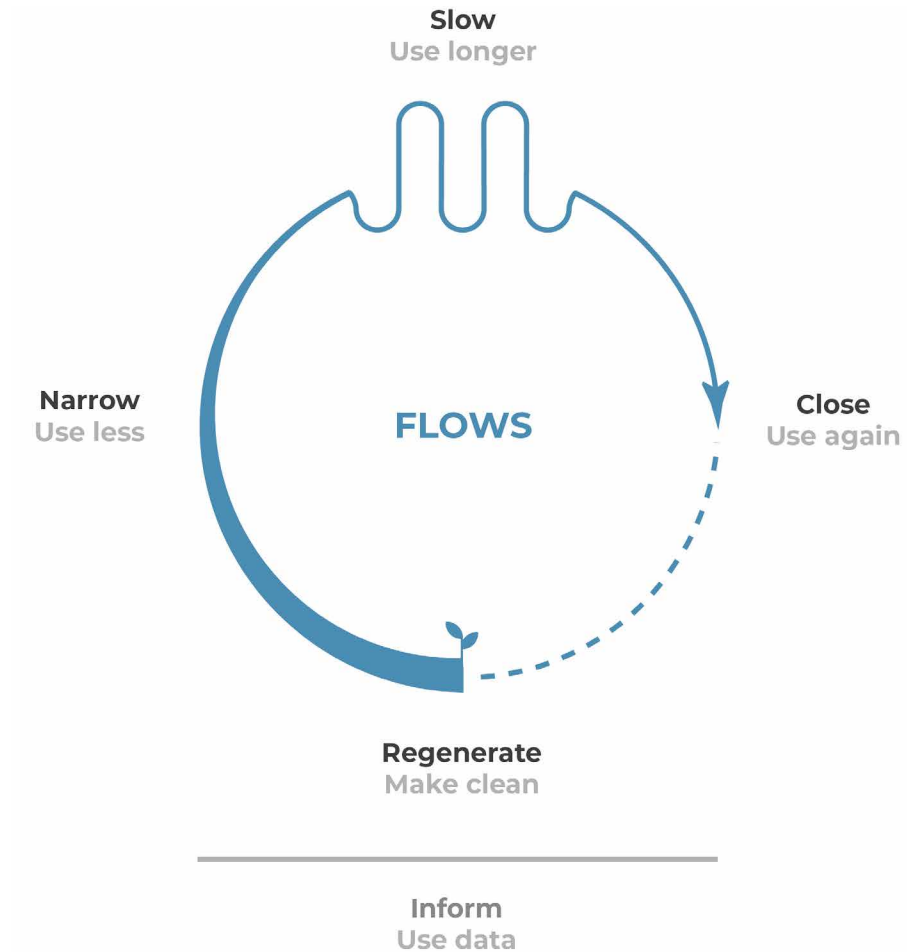 Slow
Use longer
Narrow
Use less
FLOWS
Close
Use again
Regenerate
Make clean
Inform
Use data